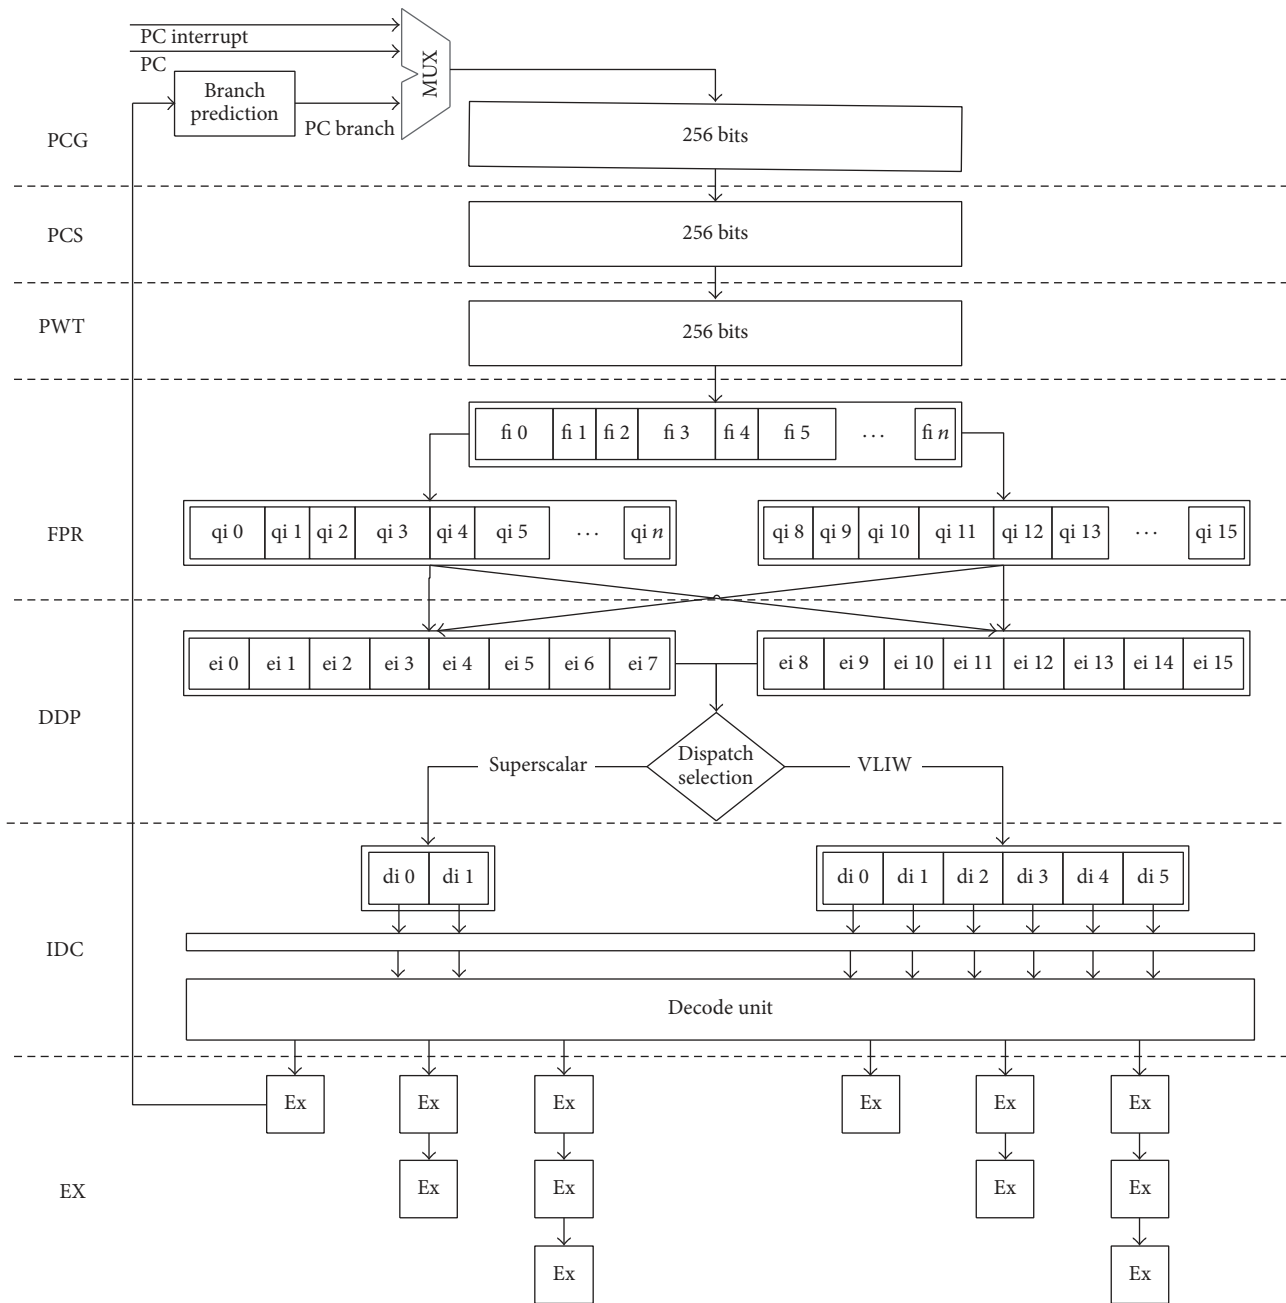 PC interrupt
PC
MUX
Branch
prediction
PC branch
PCG
256 bits
PCS
256 bits
PWT
256 bits
fi 0 fi 1 fi 2 fi 3 fi 4 fi 5 ... fi n
FPR
qi 0 qi 1 qi 2 qi 3 qi 4 qi 5 ... qi n
qi 8 qi 9 qi 10 qi 11 qi 12 qi 13 ... qi 15
ei 0 ei 1 ei 2 ei 3 ei 4 ei 5 ei 6 ei 7
ei 8 ei 9 ei 10 ei 11 ei 12 ei 13 ei 14 ei 15
DDP
Superscalar
Dispatch
selection
VLIW
di 0 di 1
di 0 di 1 di 2 di 3 di 4 di 5
IDC
Decode unit
Ex Ex Ex Ex Ex Ex
EX
Ex Ex Ex Ex
Ex Ex